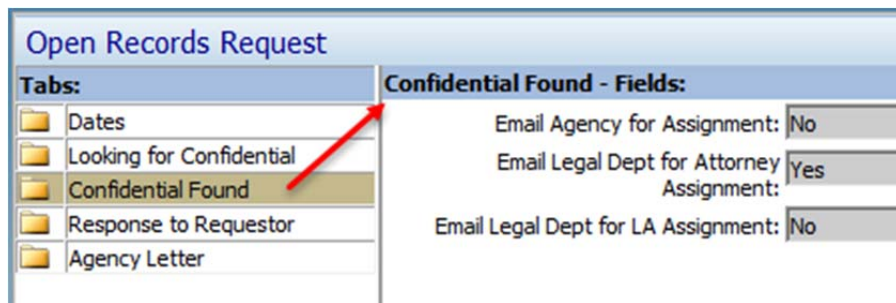 Open Records Request
Tabs:
Dates
Looking for Confidential
Confidential Found
Response to Requestor
Agency Letter
Confidential Found - Fields:
Email Agency for Assignment: No
Email Legal Dept for Attorney
Assignment: Yes
Email Legal Dept for LA Assignment: No